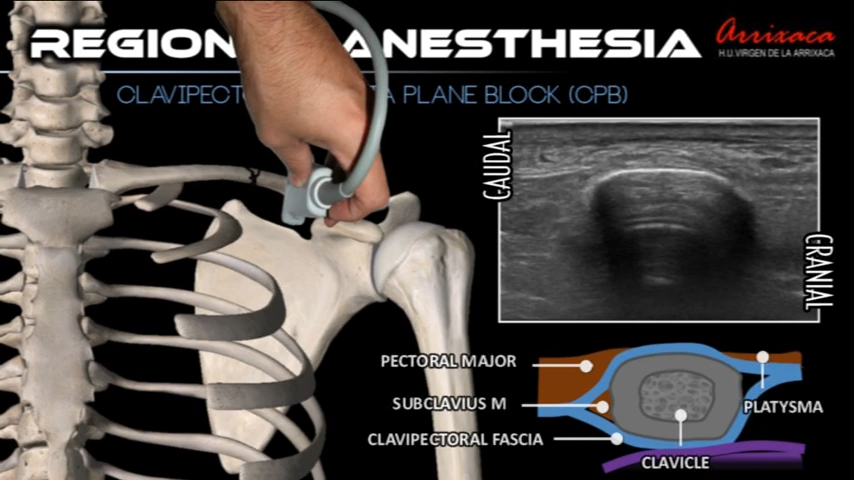 REGION ANESTHESIA
Arrixaca
H.U. VIRGEN DE LA ARRIXACA
CLAVIPECT A PLANE BLOCK (CPB)
CAUDAL
CRANIAL
PECTORAL MAJOR
SUBCLAVIUS M
PLATYSMA
CLAVIPECTORAL FASCIA
CLAVICLE